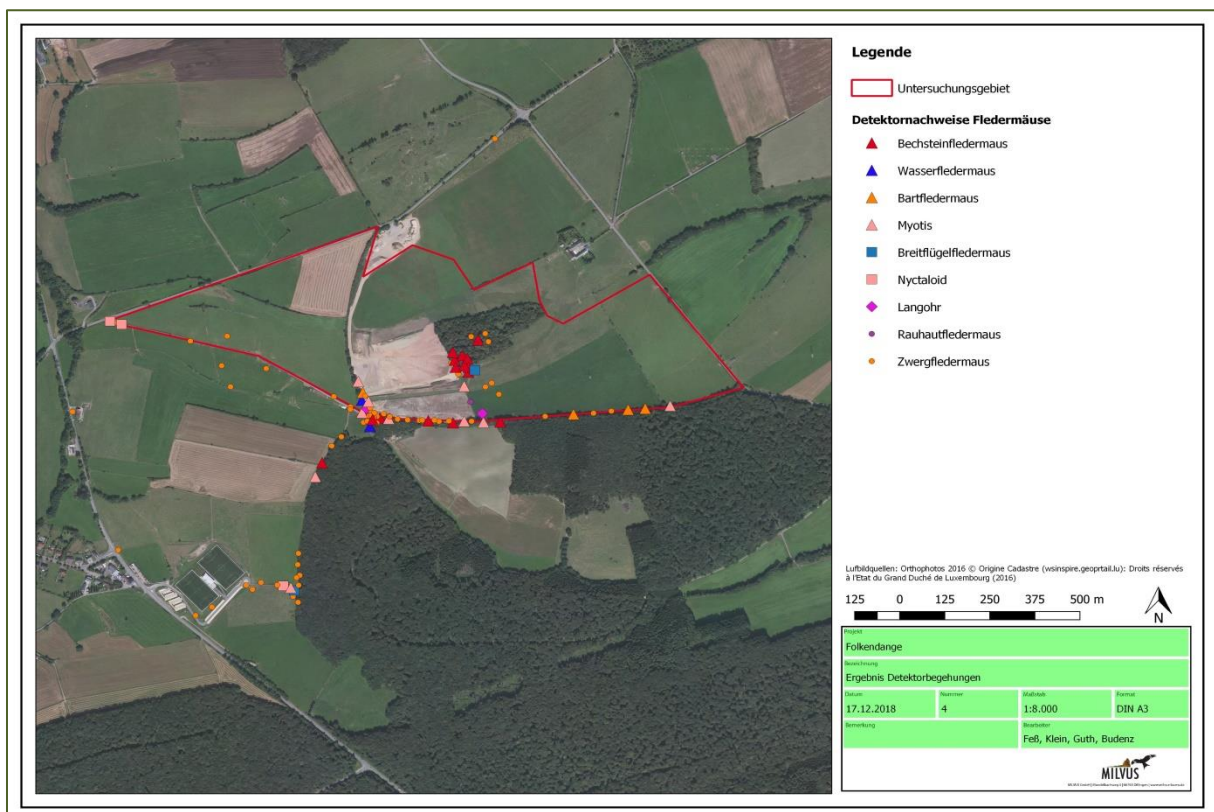 Legende
Untersuchungsgebiet
Detektornachweise Fledermäuse
Bechsteinfledermaus
Wasserfledermaus
Bartfledermaus
Myotis
Breitflügelfledermaus
Nyctaloid
Langohr
Rauhautfledermaus
Zwergfledermaus
Luftbildquellen: Orthophotos 2016 © Origine Cadastre (wsinspire.geoprtail.lu): Droits réservés
à l'Etat du Grand Duché de Luxembourg (2016)
125 0 125 250 375 500 m
N
Projekt
Folkendange
Bezeichnung
Ergebnis Detektorbegehungen
Datum Nummer Maßstab Format
17.12.2018 4 1:8.000 DIN A3
Bemerkung Bearbeiter
Feß, Klein, Guth, Budenz
MILVUS